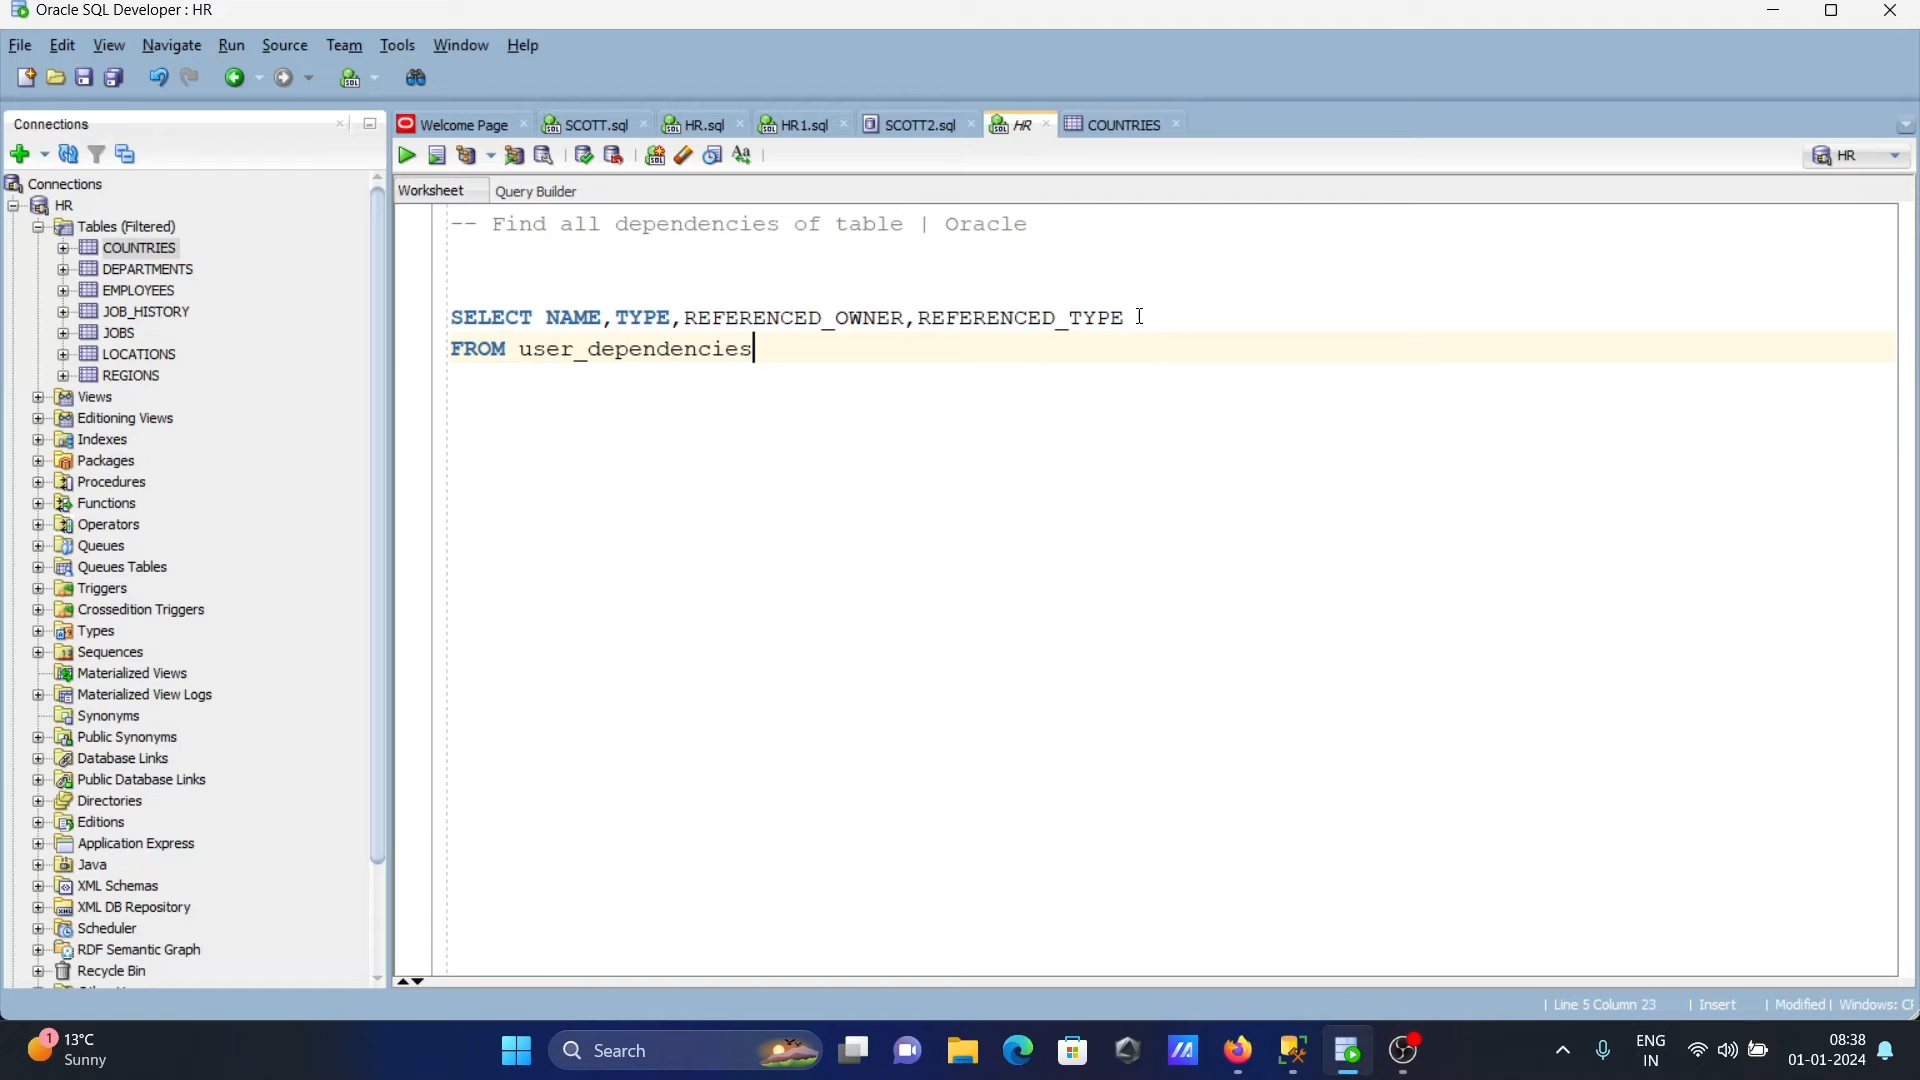 Oracle SQL Developer : HR
File Edit View Navigate Run Source Team Tools Window Help
Connections
Welcome Page SCOTT.sql HR.sql HR1.sql SCOTT2.sql HR COUNTRIES
HR
Worksheet Query Builder
Connections
HR
Tables (Filtered)
COUNTRIES
DEPARTMENTS
EMPLOYEES
JOB_HISTORY
JOBS
LOCATIONS
REGIONS
Views
Editioning Views
Indexes
Packages
Procedures
Functions
Operators
Queues
Queues Tables
Triggers
Crossedition Triggers
Types
Sequences
Materialized Views
Materialized View Logs
Synonyms
Public Synonyms
Database Links
Public Database Links
Directories
Editions
Application Express
Java
XML Schemas
XML DB Repository
Scheduler
RDF Semantic Graph
Recycle Bin
-- Find all dependencies of table | Oracle
SELECT NAME,TYPE,REFERENCED_OWNER,REFERENCED_TYPE
FROM user_dependencies
Line 5 Column 23 | Insert | Modified | Windows: CF
1 13°C
Sunny
Search
ENG
IN
08:38
01-01-2024